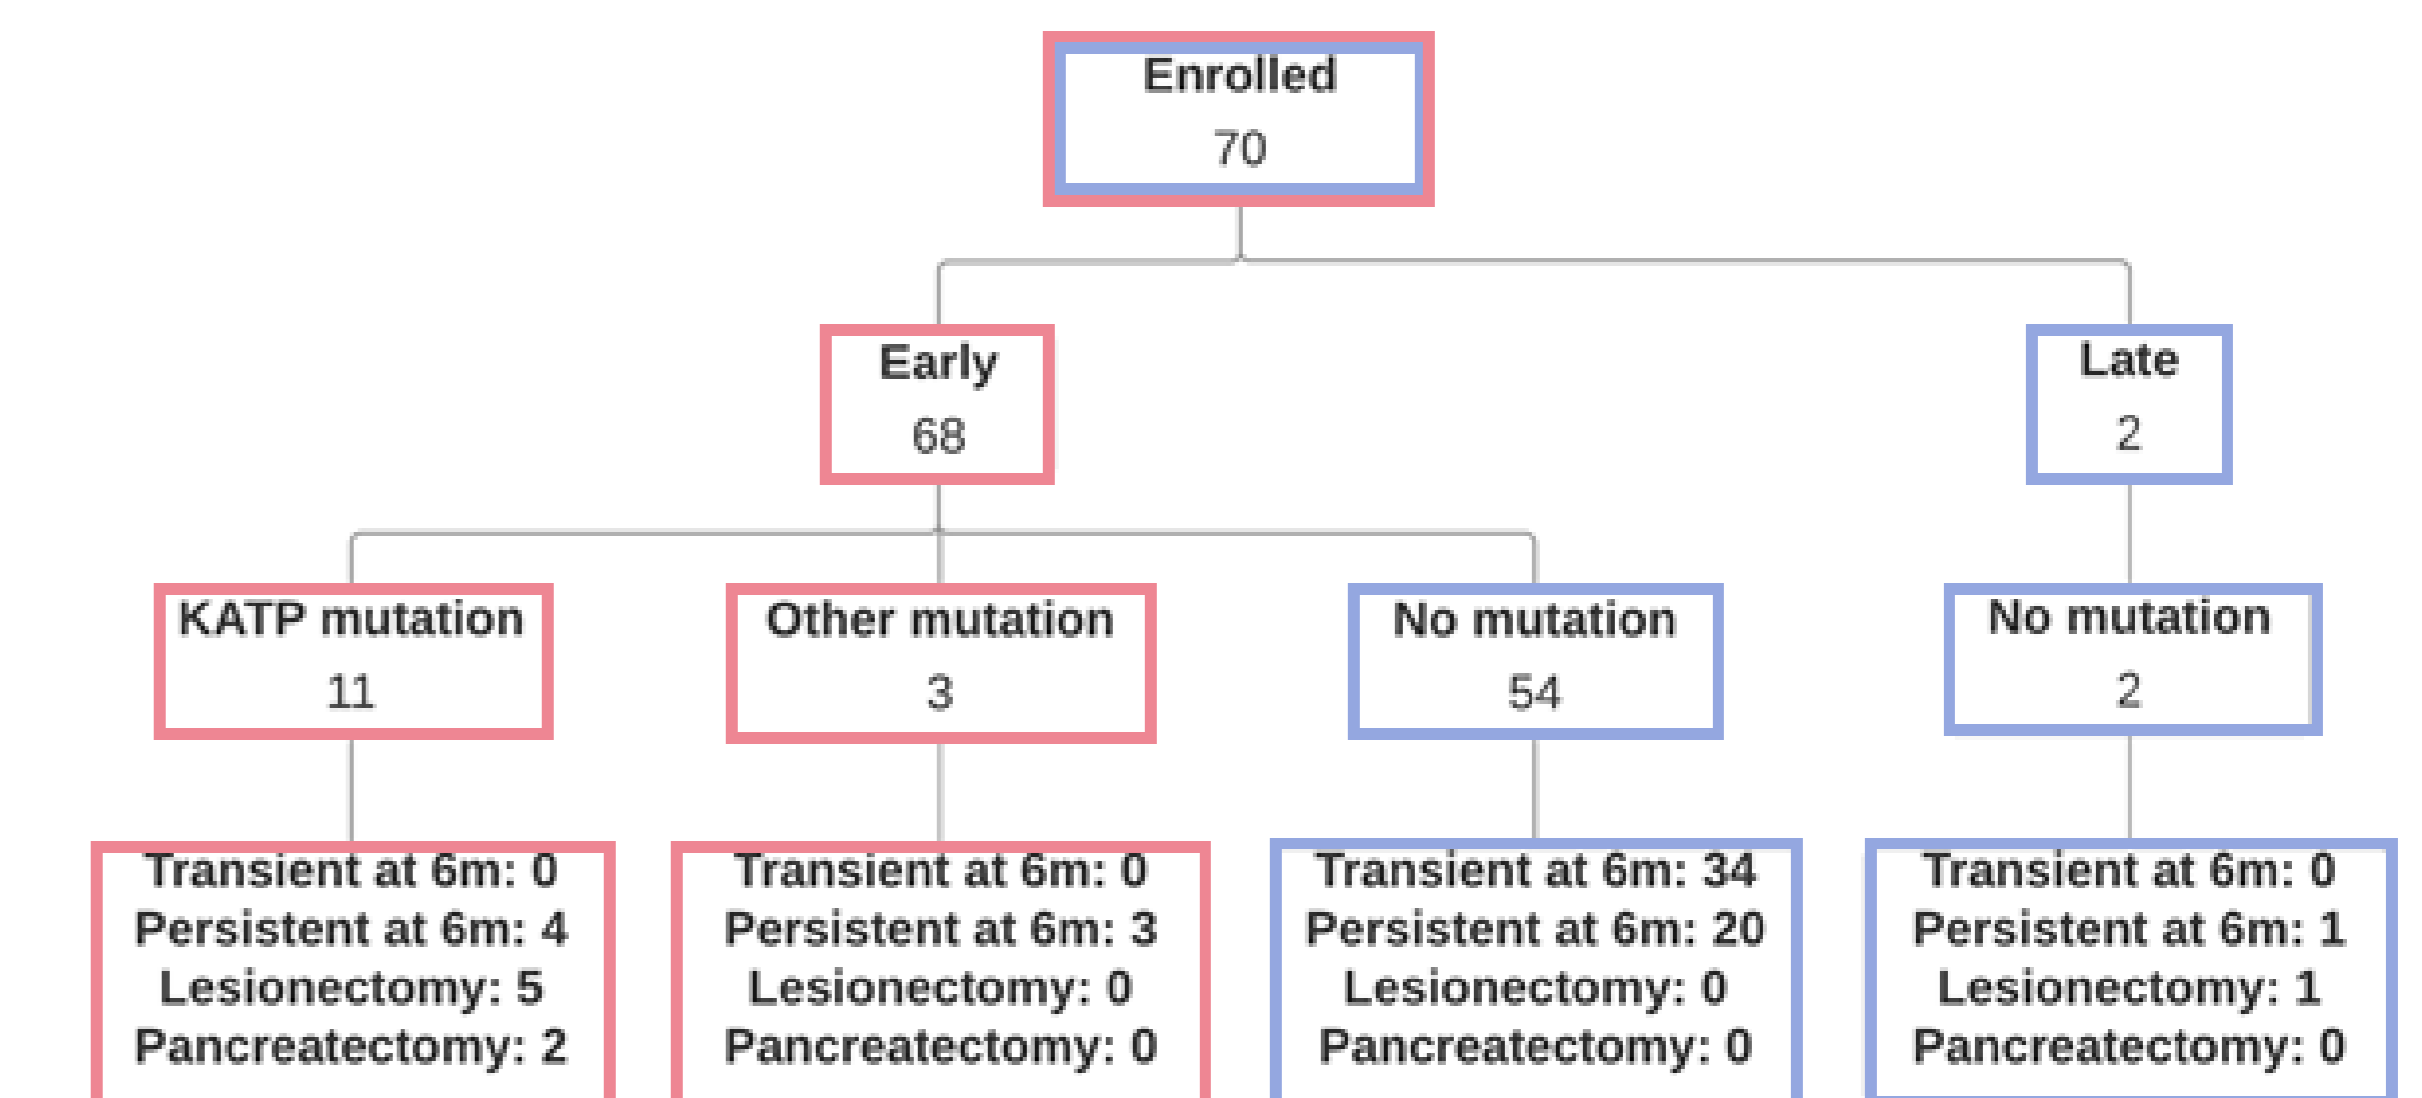 Enrolled
70
Early
68
Late
2
KATP mutation
11
Other mutation
3
No mutation
54
No mutation
2
Transient at 6m: 0
Persistent at 6m: 4
Lesionectomy: 5
Pancreatectomy: 2
Transient at 6m: 0
Persistent at 6m: 3
Lesionectomy: 0
Pancreatectomy: 0
Transient at 6m: 34
Persistent at 6m: 20
Lesionectomy: 0
Pancreatectomy: 0
Transient at 6m: 0
Persistent at 6m: 1
Lesionectomy: 1
Pancreatectomy: 0